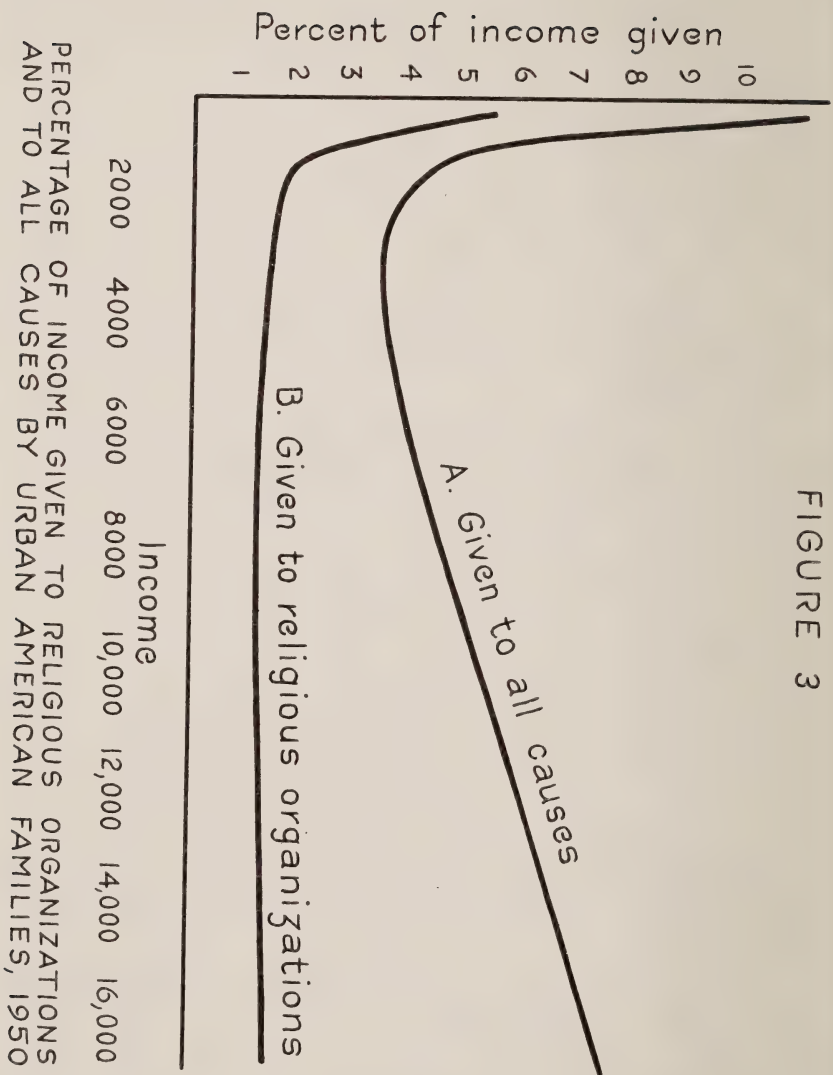 FIGURE 3
Percent of income given
10
9
8
7
6
5
4
3
2
1
A. Given to all causes
B. Given to religious organizations
2000 4000 6000 8000 10,000 12,000 14,000 16,000
Income
PERCENTAGE OF INCOME GIVEN TO RELIGIOUS ORGANIZATIONS
AND TO ALL CAUSES BY URBAN AMERICAN FAMILIES, 1950